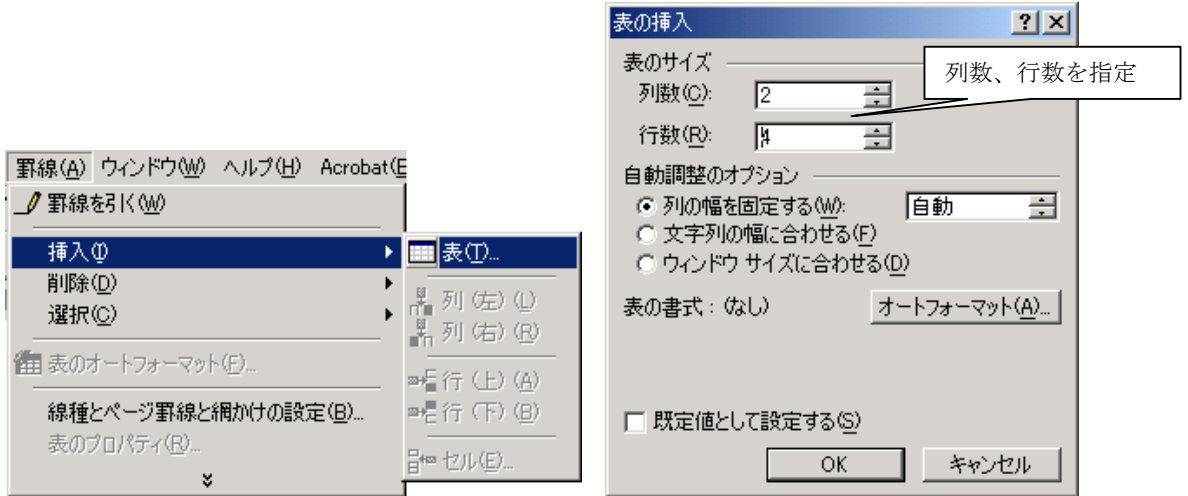 罫線(A) ウィンドウ(W) ヘルプ(H) Acrobat(E
罫線を引く(W)
挿入(I)
削除(D)
選択(C)
表のオートフォーマット(F)...
線種とページ罫線と網かけの設定(B)...
表のプロパティ(R)...
表(T)...
列 (左) (L)
列 (右) (R)
行 (上) (A)
行 (下) (B)
セル(E)...
表の挿入
表のサイズ
列数(C): 2
行数(R): 4
列数、行数を指定
自動調整のオプション
列の幅を固定する(W): 自動
文字列の幅に合わせる(F)
ウィンドウ サイズに合わせる(D)
表の書式 : (なし) オートフォーマット(A)...
既定値として設定する(S)
OK キャンセル